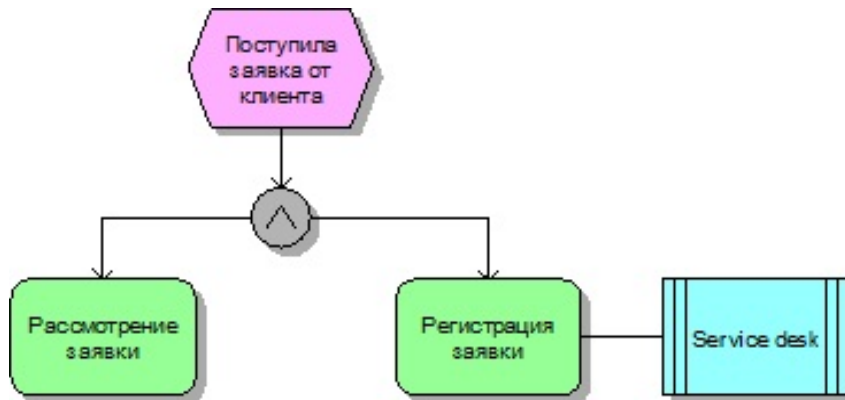 Поступила
заявка от
клиента
Рассмотрение
заявки
Регистрация
заявки
Service desk